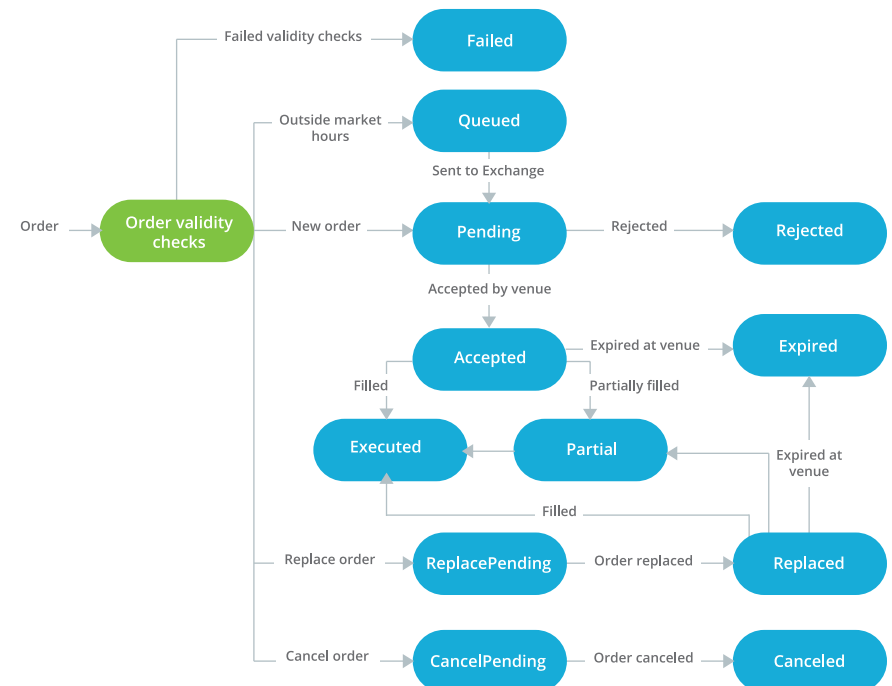 Failed validity checks
Failed
Outside market
hours
Queued
Sent to Exchange
Order
Order validity
checks
New order
Pending
Rejected
Rejected
Accepted by venue
Accepted
Expired at venue
Expired
Filled
Partially filled
Executed
Partial
Expired at
venue
Filled
Replace order
ReplacePending
Order replaced
Replaced
Cancel order
CancelPending
Order canceled
Canceled